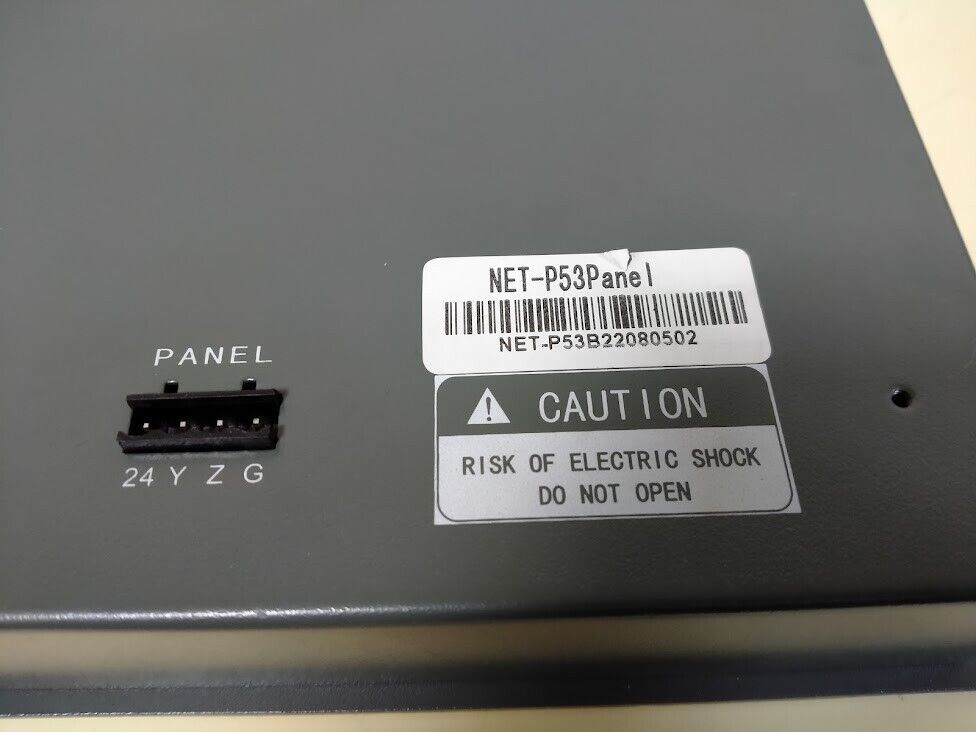 NET-P53Panel
NET-P53B22080502
PANEL
24 Y Z G
CAUTION
RISK OF ELECTRIC SHOCK
DO NOT OPEN